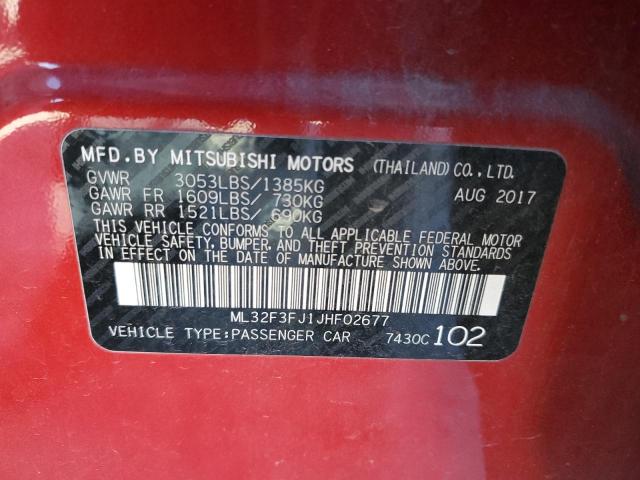 MFD.BY MITSUBISHI MOTORS (THAILAND)CO.,LTD.
GVWR 3053LBS/1385KG AUG 2017
GAWR FR 1609LBS/ 730KG
GAWR RR 1521LBS/ 690KG
THIS VEHICLE CONFORMS TO ALL APPLICABLE FEDERAL MOTOR
VEHICLE SAFETY, BUMPER, AND THEFT PREVENTION STANDARDS
IN EFFECT ON THE DATE OF MANUFACTURE SHOWN ABOVE.
ML32F3FJ1JHF02677
VEHICLE TYPE:PASSENGER CAR 7430C 102